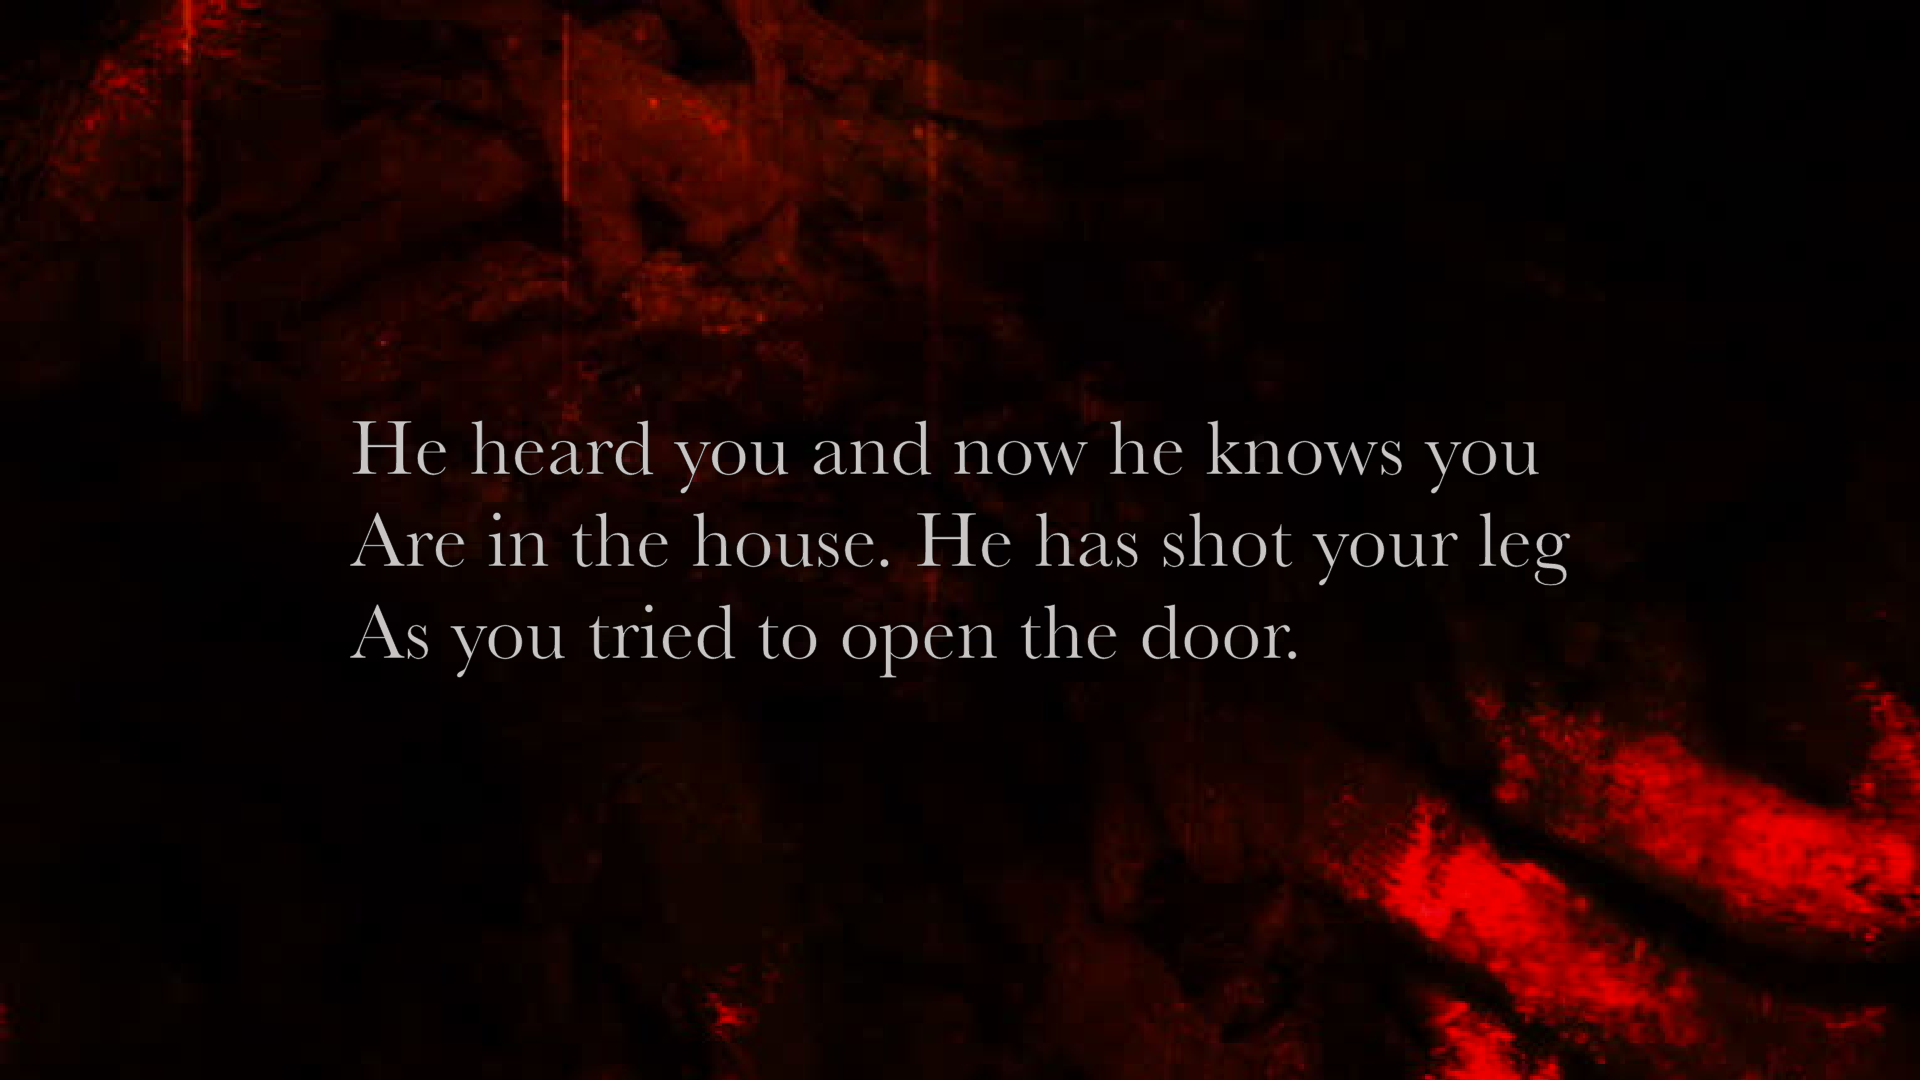 He heard you and now he knows you
Are in the house. He has shot your leg
As you tried to open the door.